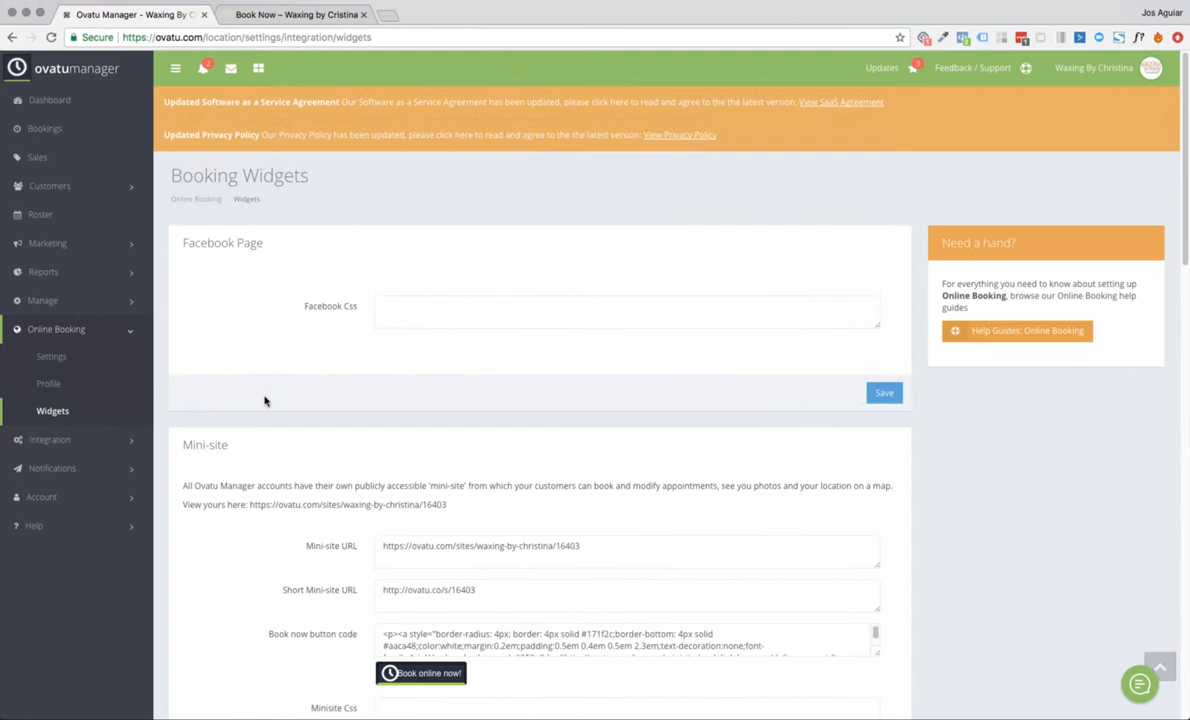 Ovatu Manager - Waxing By C
Book Now – Waxing by Cristina
Jos Aguiar
Secure https://ovatu.com/location/settings/integration/widgets
ovatumanager
2
Updates
3
Feedback / Support
Waxing By Christina
Dashboard
Bookings
Sales
Customers
Roster
Marketing
Reports
Manage
Online Booking
Settings
Profile
Widgets
Integration
Notifications
Account
Help
Updated Software as a Service Agreement Our Software as a Service Agreement has been updated, please click here to read and agree to the the latest version: View SaaS Agreement
Updated Privacy Policy Our Privacy Policy has been updated, please click here to read and agree to the the latest version: View Privacy Policy
Booking Widgets
Online Booking Widgets
Facebook Page
Facebook Css
Save
Need a hand?
For everything you need to know about setting up
Online Booking, browse our Online Booking help
guides
Help Guides: Online Booking
Mini-site
All Ovatu Manager accounts have their own publicly accessible 'mini-site' from which your customers can book and modify appointments, see you photos and your location on a map.
View yours here: https://ovatu.com/sites/waxing-by-christina/16403
Mini-site URL
https://ovatu.com/sites/waxing-by-christina/16403
Short Mini-site URL
http://ovatu.co/s/16403
Book now button code
<p><a style="border-radius: 4px; border: 4px solid #171f2c;border-bottom: 4px solid
#aaca48;color:white;margin:0.2em;padding:0.5em 0.4em 0.5em 2.3em;text-decoration:none;font-
Book online now!
Minisite Css